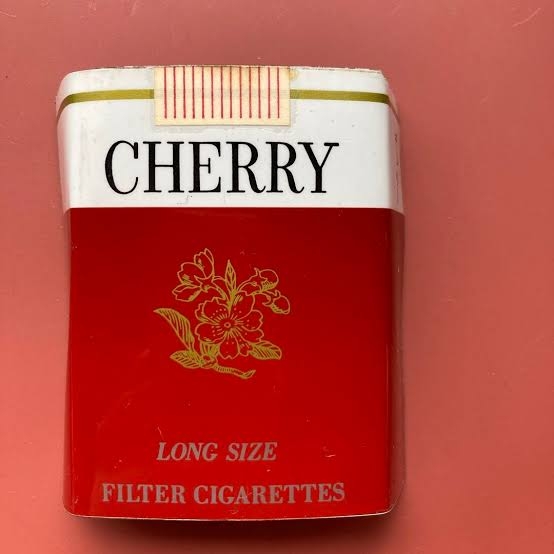 CHERRY
LONG SIZE
FILTER CIGARETTES